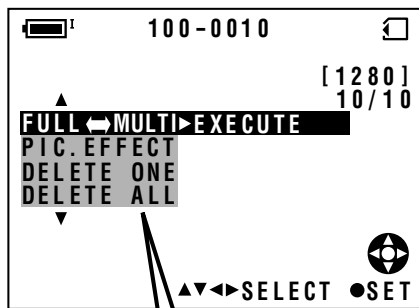 I 100-0010
[1280]
10/10
▲
FULL⬌MULTI▶EXECUTE
PIC.EFFECT
DELETE ONE
DELETE ALL
▼
▲▼◀▶SELECT ●SET